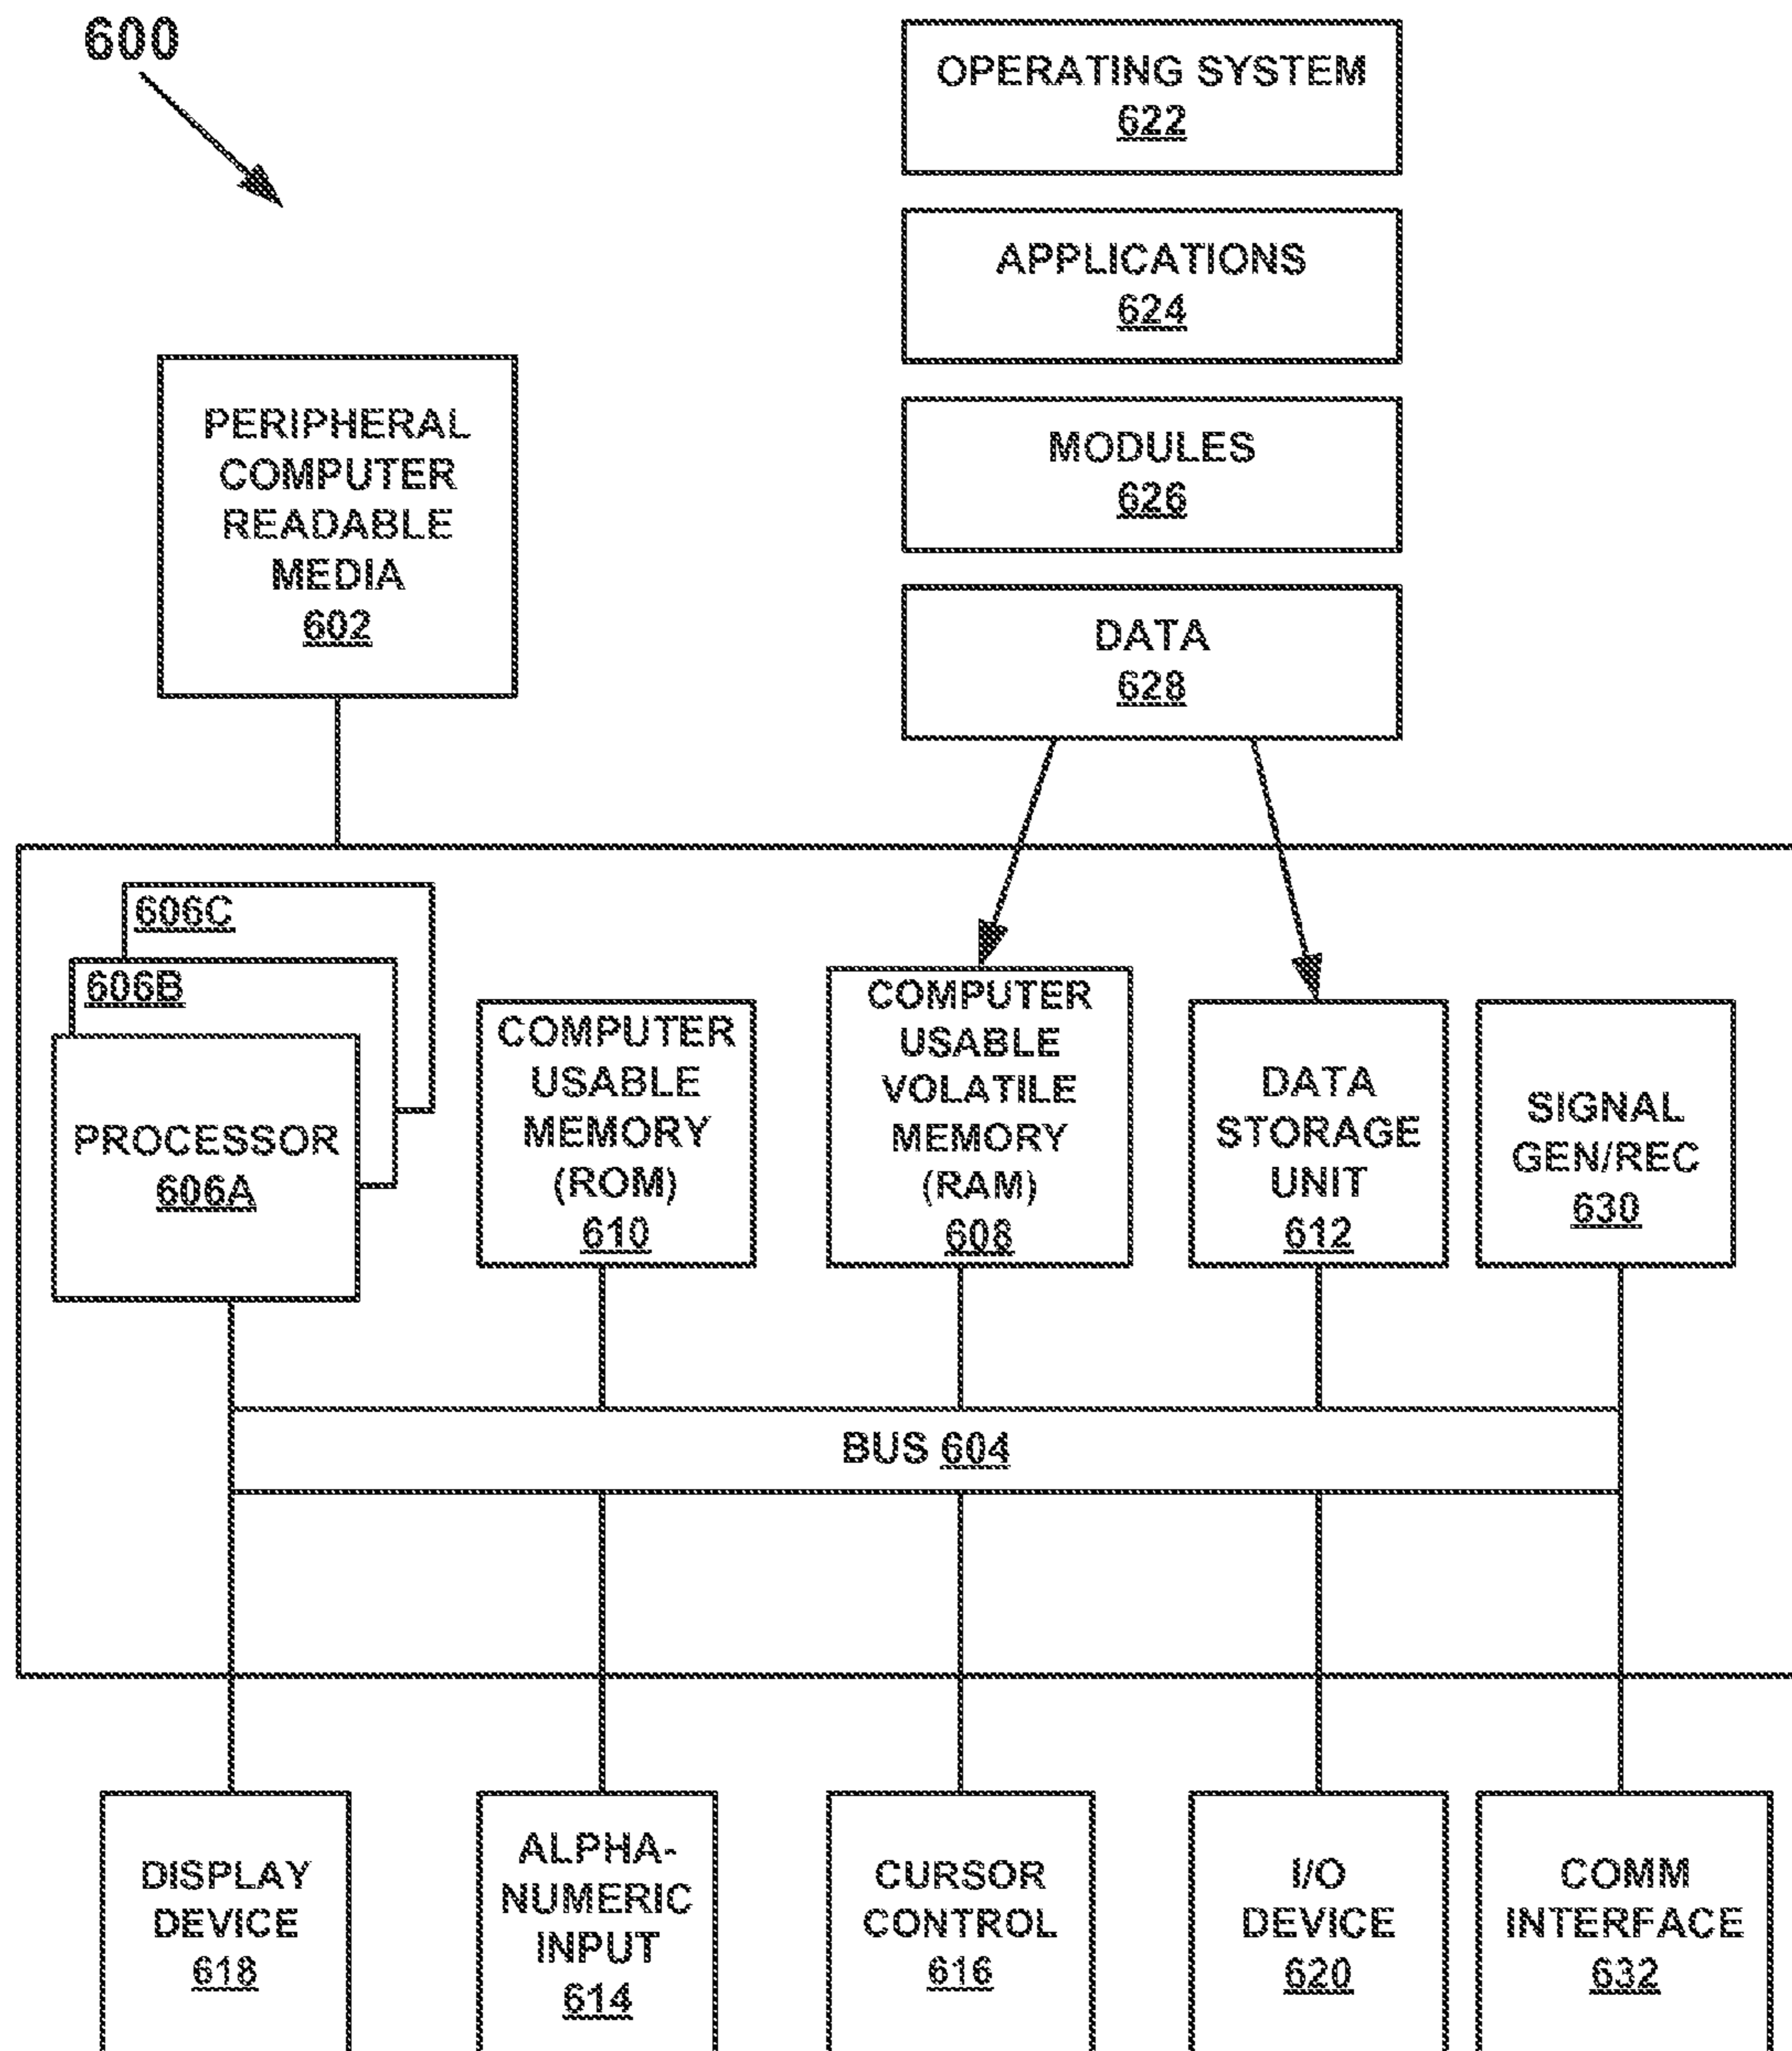 600
OPERATING SYSTEM
622
APPLICATIONS
624
MODULES
626
DATA
628
PERIPHERAL
COMPUTER
READABLE
MEDIA
602
606C
606B
PROCESSOR
606A
COMPUTER
USABLE
MEMORY
(ROM)
610
COMPUTER
USABLE
VOLATILE
MEMORY
(RAM)
608
DATA
STORAGE
UNIT
612
SIGNAL
GEN/REC
630
BUS 604
DISPLAY
DEVICE
618
ALPHA-
NUMERIC
INPUT
614
CURSOR
CONTROL
616
I/O
DEVICE
620
COMM
INTERFACE
632